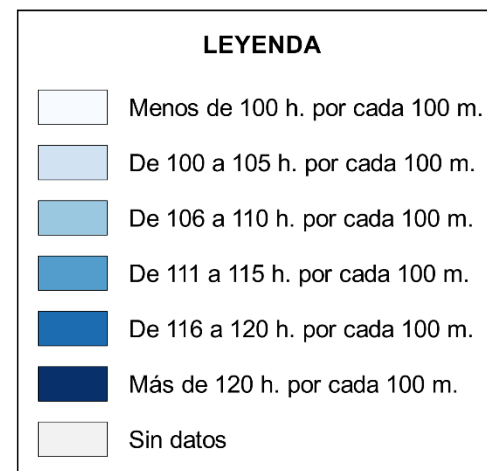 LEYENDA
Menos de 100 h. por cada 100 m.
De 100 a 105 h. por cada 100 m.
De 106 a 110 h. por cada 100 m.
De 111 a 115 h. por cada 100 m.
De 116 a 120 h. por cada 100 m.
Más de 120 h. por cada 100 m.
Sin datos